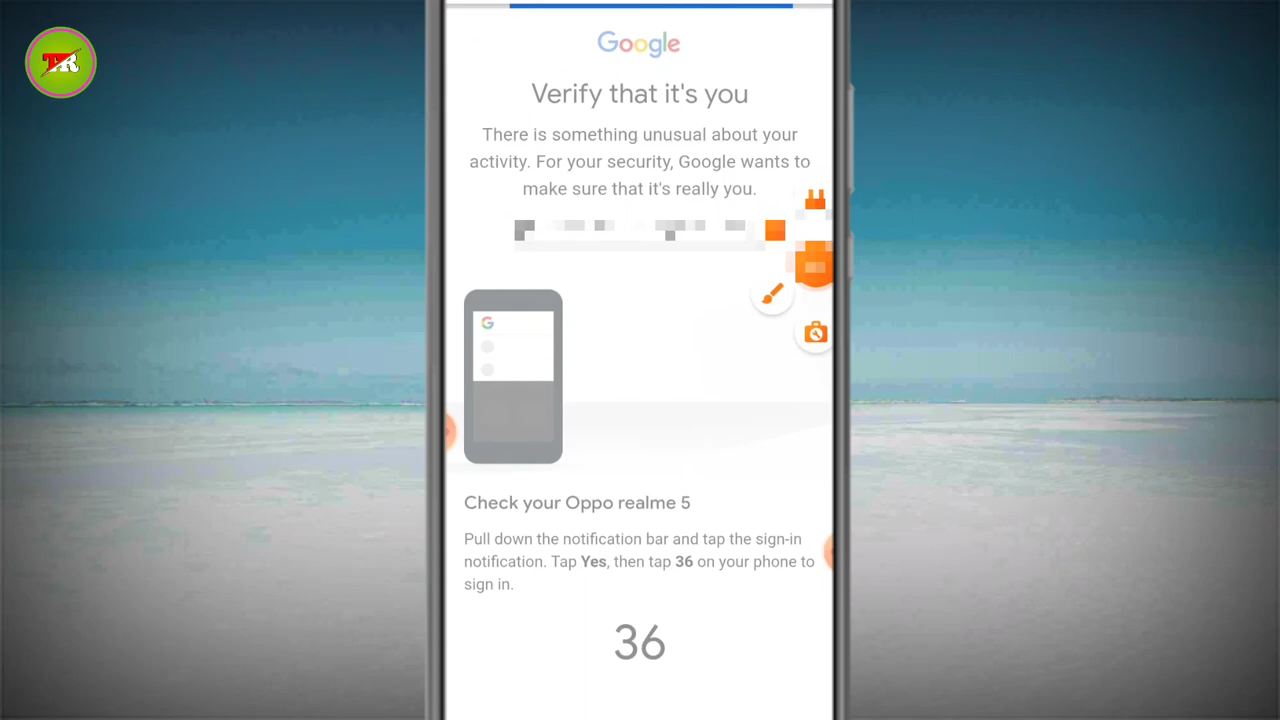 TR
Google
Verify that it's you
There is something unusual about your
activity. For your security, Google wants to
make sure that it's really you.
G
Check your Oppo realme 5
Pull down the notification bar and tap the sign-in
notification. Tap Yes, then tap 36 on your phone to
sign in.
36